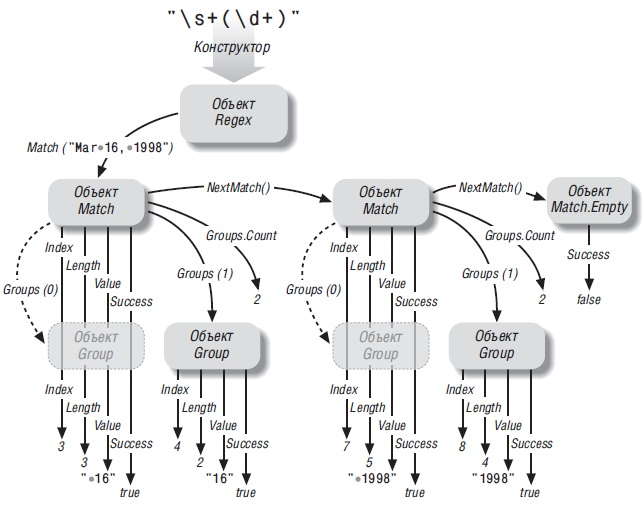 "\s+(\d+)"
Конструктор
Объект
Regex
Match ("Mar•16, •1998")
Объект
Match
NextMatch()
Объект
Match
NextMatch()
Объект
Match.Empty
Groups.Count
Groups.Count
Index
Length
Value
Success
Groups (0)
Groups (1)
2
Index
Length
Value
Success
Groups (0)
Groups (1)
2
Success
false
Объект
Group
Объект
Group
Объект
Group
Объект
Group
Index
Length
Value
Success
3
3
"•16"
true
Index
Length
Value
Success
4
2
"16"
true
Index
Length
Value
Success
7
5
"•1998"
true
Index
Length
Value
Success
8
4
"1998"
true